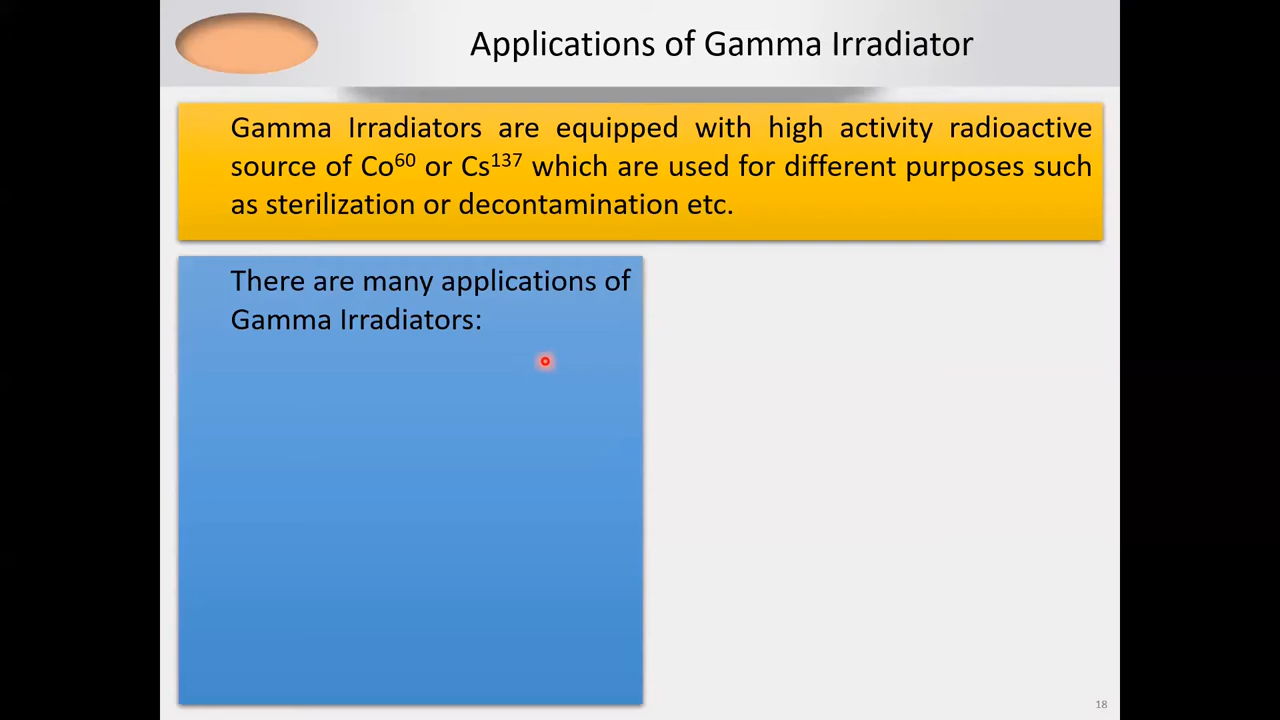 Applications of Gamma Irradiator
Gamma Irradiators are equipped with high activity radioactive
source of Co⁶⁰ or Cs¹³⁷ which are used for different purposes such
as sterilization or decontamination etc.
There are many applications of
Gamma Irradiators:
18